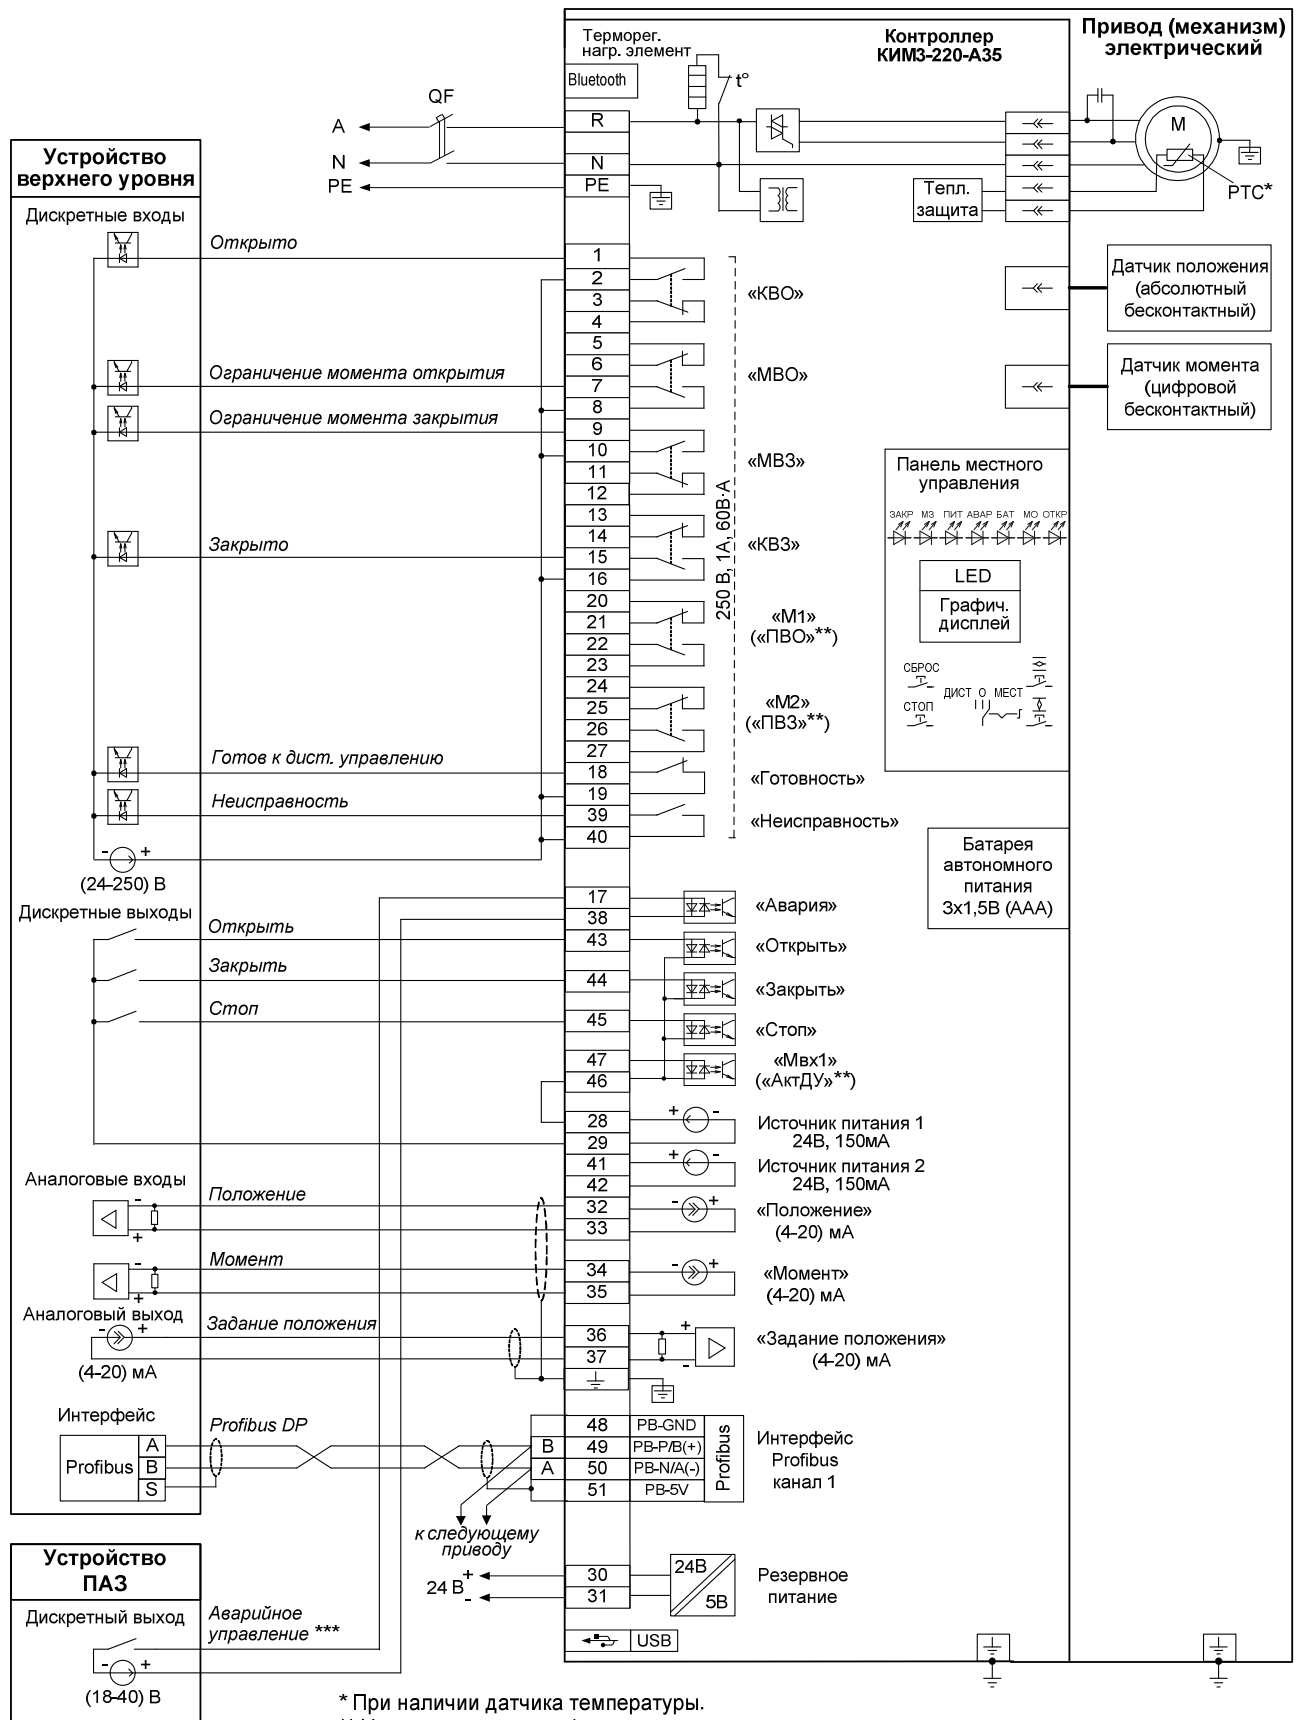 Терморег.
нагр. элемент
Bluetooth
Контроллер
КИМ3-220-А35
Привод (механизм)
электрический
QF
t°
A
R
M
N
N
PE
PE
Тепл.
защита
РТС*
Устройство
верхнего уровня
Дискретные входы
Открыто
1
2
3
4
«КВО»
Датчик положения
(абсолютный
бесконтактный)
Ограничение момента открытия
5
6
7
8
«МВО»
Датчик момента
(цифровой
бесконтактный)
Ограничение момента закрытия
9
10
11
12
«МВЗ»
250 В, 1А, 60В·А
Панель местного
управления
ЗАКР МЗ ПИТ АВАР БАТ МО ОТКР
LED
Графич.
дисплей
СБРОС
СТОП
ДИСТ О МЕСТ
Закрыто
13
14
15
16
«КВЗ»
20
21
22
23
«М1»
(«ПВО»**)
24
25
26
27
«М2»
(«ПВЗ»**)
Готов к дист. управлению
18
19
«Готовность»
Неисправность
39
40
«Неисправность»
- +
(24-250) В
Батарея
автономного
питания
3х1,5В (ААА)
Дискретные выходы
17
38
«Авария»
Открыть
43
«Открыть»
Закрыть
44
«Закрыть»
Стоп
45
«Стоп»
47
46
«Мвх1»
(«АктДУ»**)
28
29
+ -
Источник питания 1
24В, 150мА
41
42
+ -
Источник питания 2
24В, 150мА
Аналоговые входы
-
+
Положение
32
33
- +
«Положение»
(4-20) мА
-
+
Момент
34
35
- +
«Момент»
(4-20) мА
Аналоговый выход
- +
(4-20) мА
Задание положения
36
37
+
-
«Задание положения»
(4-20) мА
Интерфейс
Profibus
A
B
S
Profibus DP
B
A
48 PB-GND
49 PB-P/B(+)
50 PB-N/A(-)
51 PB-5V
Profibus
Интерфейс
Profibus
канал 1
к следующему
приводу
24 В
+
-
30
31
24В
5В
Резервное
питание
USB
Устройство
ПАЗ
Дискретный выход
Аварийное
управление ***
- +
(18-40) В
* При наличии датчика температуры.